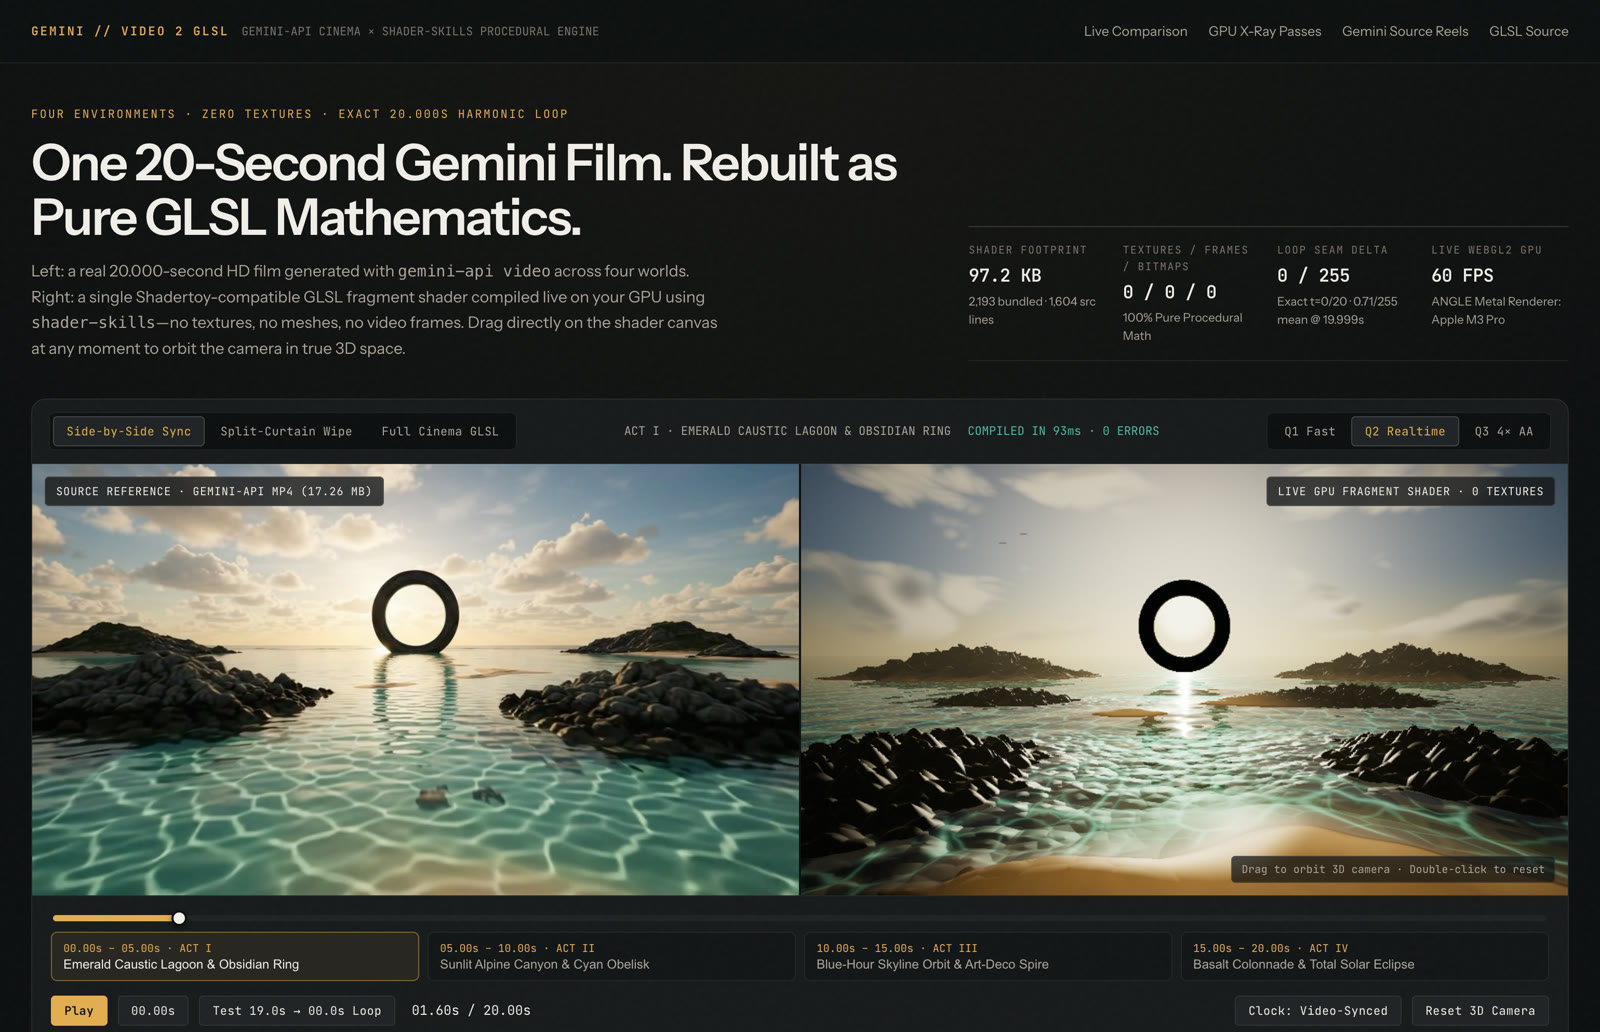 GEMINI // VIDEO 2 GLSL GEMINI-API CINEMA × SHADER-SKILLS PROCEDURAL ENGINE
Live Comparison GPU X-Ray Passes Gemini Source Reels GLSL Source
FOUR ENVIRONMENTS · ZERO TEXTURES · EXACT 20.000S HARMONIC LOOP
One 20-Second Gemini Film. Rebuilt as
Pure GLSL Mathematics.
Left: a real 20.000-second HD film generated with gemini-api video across four worlds.
Right: a single Shadertoy-compatible GLSL fragment shader compiled live on your GPU using
shader-skills—no textures, no meshes, no video frames. Drag directly on the shader canvas
at any moment to orbit the camera in true 3D space.
SHADER FOOTPRINT
97.2 KB
2,193 bundled · 1,604 src
lines
TEXTURES / FRAMES
/ BITMAPS
0 / 0 / 0
100% Pure Procedural
Math
LOOP SEAM DELTA
0 / 255
Exact t=0/20 · 0.71/255
mean @ 19.999s
LIVE WEBGL2 GPU
60 FPS
ANGLE Metal Renderer:
Apple M3 Pro
Side-by-Side Sync Split-Curtain Wipe Full Cinema GLSL
ACT I · EMERALD CAUSTIC LAGOON & OBSIDIAN RING COMPILED IN 93ms · 0 ERRORS
Q1 Fast Q2 Realtime Q3 4× AA
SOURCE REFERENCE · GEMINI-API MP4 (17.26 MB)
LIVE GPU FRAGMENT SHADER · 0 TEXTURES
Drag to orbit 3D camera · Double-click to reset
00.00s – 05.00s · ACT I
Emerald Caustic Lagoon & Obsidian Ring
05.00s – 10.00s · ACT II
Sunlit Alpine Canyon & Cyan Obelisk
10.00s – 15.00s · ACT III
Blue-Hour Skyline Orbit & Art-Deco Spire
15.00s – 20.00s · ACT IV
Basalt Colonnade & Total Solar Eclipse
Play 00.00s Test 19.0s → 00.0s Loop 01.60s / 20.00s
Clock: Video-Synced Reset 3D Camera